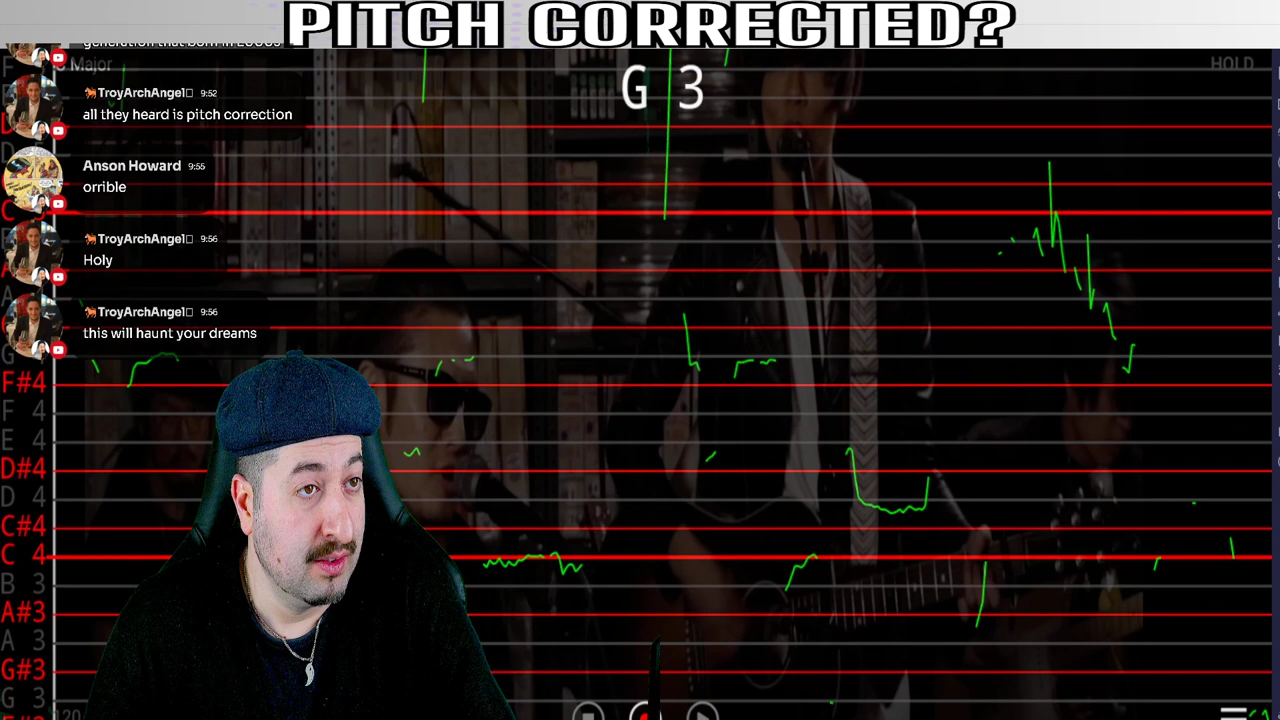 PITCH CORRECTED?
Major
HOLD
G 3
TroyArchAngel 9:52
all they heard is pitch correction
Anson Howard 9:55
orrible
TroyArchAngel 9:56
Holy
TroyArchAngel 9:56
this will haunt your dreams
F#4
F 4
E 4
D#4
D 4
C#4
C 4
B 3
A#3
A 3
G#3
G 3
120